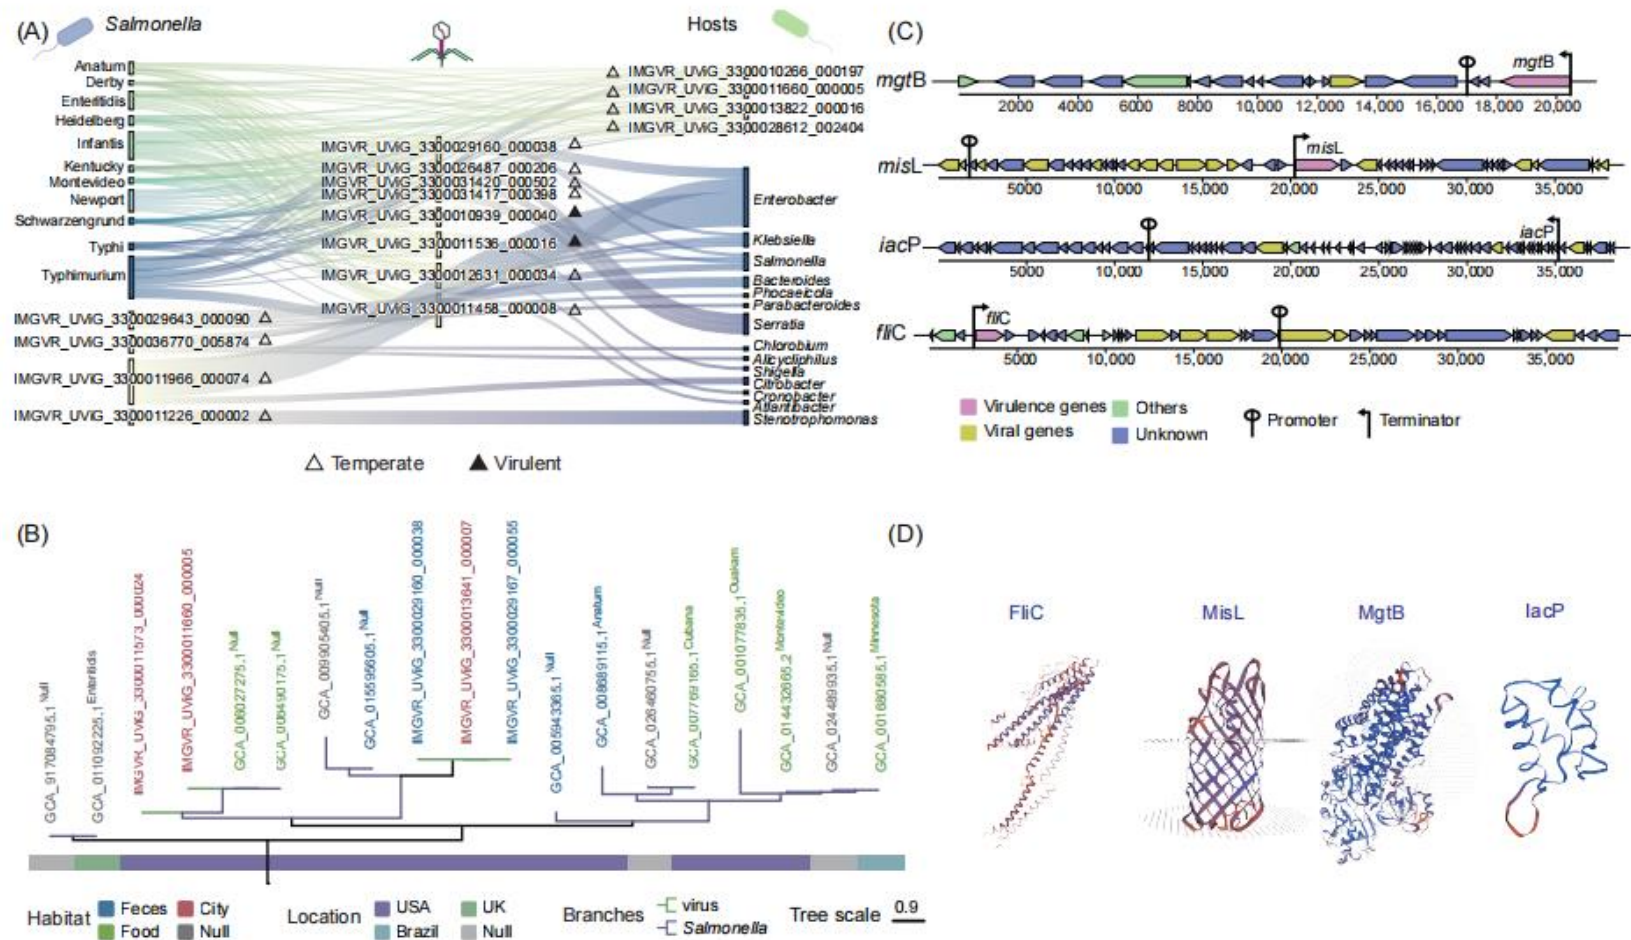 (A)
Salmonella
Hosts
Anatum
Derby
Enteritidis
Heidelberg
Infantis
Kentucky
Montevideo
Newport
Schwarzengrund
Typhi
Typhimurium
IMGVR_UViG_3300029643_000090
IMGVR_UViG_3300036770_005874
IMGVR_UViG_3300011966_000074
IMGVR_UViG_3300011226_000002
IMGVR_UViG_3300029160_000038
IMGVR_UViG_3300026487_000206
IMGVR_UViG_3300031420_000502
IMGVR_UViG_3300031417_000398
IMGVR_UViG_3300010939_000040
IMGVR_UViG_3300011536_000016
IMGVR_UViG_3300012631_000034
IMGVR_UViG_3300011458_000008
IMGVR_UViG_3300010266_000197
IMGVR_UViG_3300011660_000005
IMGVR_UViG_3300013822_000016
IMGVR_UViG_3300028612_002404
Enterobacter
Klebsiella
Salmonella
Bacteroides
Phocaeicola
Parabacteroides
Serratia
Chlorobium
Alicycliphilus
Shigella
Citrobacter
Cronobacter
Atlantibacter
Stenotrophomonas
Temperate
Virulent
(C)
mgtB
mgtB
2000 4000 6000 8000 10,000 12,000 14,000 16,000 18,000 20,000
misL
misL
5000 10,000 15,000 20,000 25,000 30,000 35,000
iacP
iacP
5000 10,000 15,000 20,000 25,000 30,000 35,000
fliC
fliC
5000 10,000 15,000 20,000 25,000 30,000 35,000
Virulence genes
Others
Viral genes
Unknown
Promoter
Terminator
(B)
GCA_917084795.1 Null
GCA_011092225.1 Enteritids
IMGVR_UViG_3300011573_000024
IMGVR_UViG_3300011660_000005
GCA_006027275.1 Null
GCA_008490175.1 Null
GCA_009905405.1 Null
GCA_015595605.1 Null
IMGVR_UViG_3300029160_000038
IMGVR_UViG_3300013641_000007
IMGVR_UViG_3300029167_000055
GCA_005943365.1 Null
GCA_008689115.1 Anatum
GCA_026460755.1 Null
GCA_007769165.1 Cubana
GCA_001077835.1 Ouakam
GCA_014432665.2 Montevideo
GCA_024489935.1 Null
GCA_001680585.1 Minnesota
Habitat
Feces
City
Food
Null
Location
USA
UK
Brazil
Null
Branches
virus
Salmonella
Tree scale
0.9
(D)
FliC
MisL
MgtB
IacP